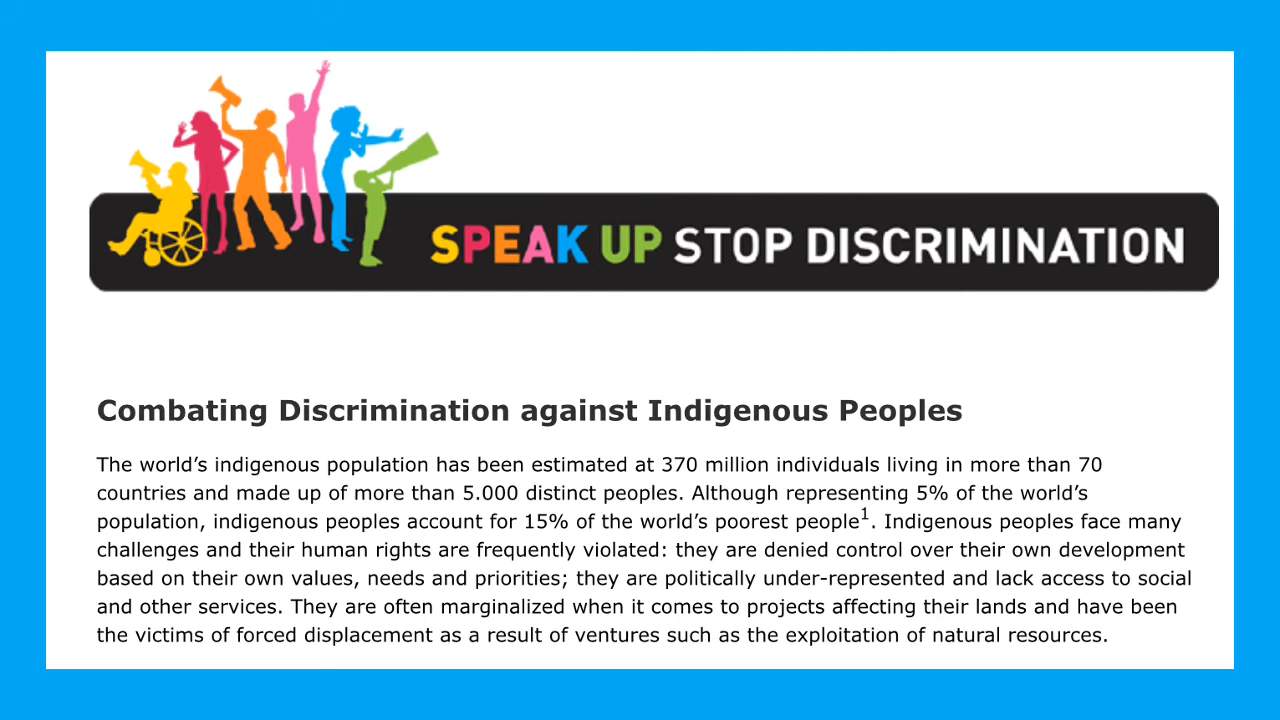 SPEAK UP STOP DISCRIMINATION
Combating Discrimination against Indigenous Peoples
The world’s indigenous population has been estimated at 370 million individuals living in more than 70
countries and made up of more than 5.000 distinct peoples. Although representing 5% of the world’s
population, indigenous peoples account for 15% of the world’s poorest people1. Indigenous peoples face many
challenges and their human rights are frequently violated: they are denied control over their own development
based on their own values, needs and priorities; they are politically under-represented and lack access to social
and other services. They are often marginalized when it comes to projects affecting their lands and have been
the victims of forced displacement as a result of ventures such as the exploitation of natural resources.